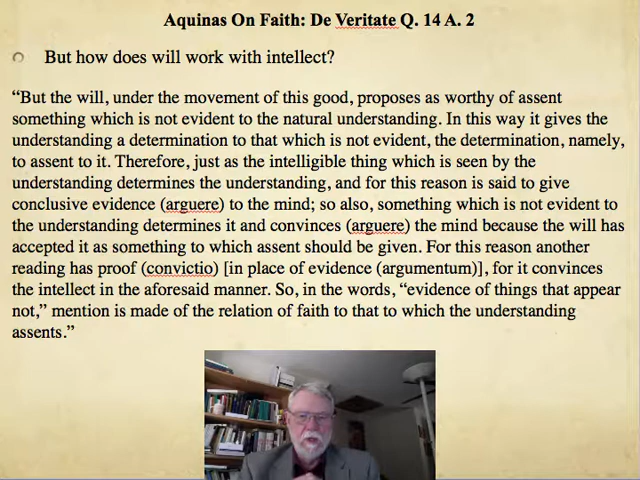 Aquinas On Faith: De Veritate Q. 14 A. 2
But how does will work with intellect?
“But the will, under the movement of this good, proposes as worthy of assent
something which is not evident to the natural understanding. In this way it gives the
understanding a determination to that which is not evident, the determination, namely,
to assent to it. Therefore, just as the intelligible thing which is seen by the
understanding determines the understanding, and for this reason is said to give
conclusive evidence (arguere) to the mind; so also, something which is not evident to
the understanding determines it and convinces (arguere) the mind because the will has
accepted it as something to which assent should be given. For this reason another
reading has proof (convictio) [in place of evidence (argumentum)], for it convinces
the intellect in the aforesaid manner. So, in the words, “evidence of things that appear
not,” mention is made of the relation of faith to that to which the understanding
assents.”